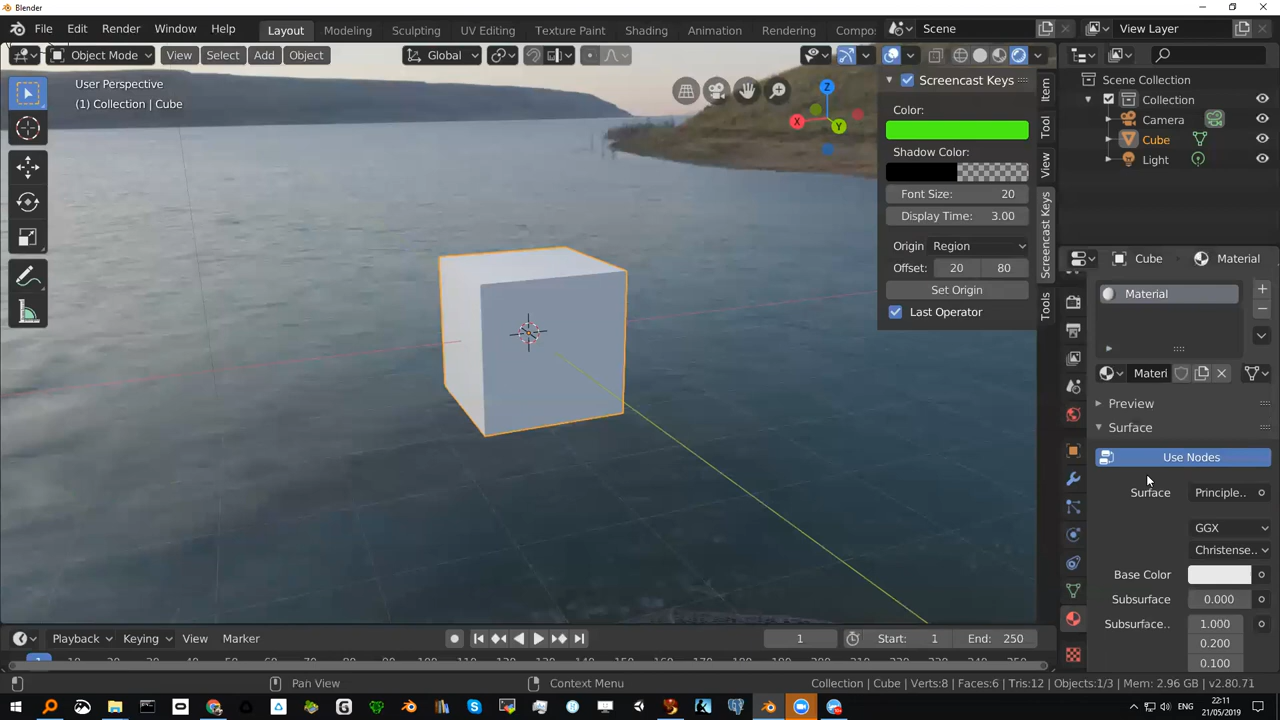 Blender
File Edit Render Window Help Layout Modeling Sculpting UV Editing Texture Paint Shading Animation Rendering Compos Scene View Layer
Object Mode View Select Add Object Global
User Perspective
(1) Collection | Cube
Z
X
Y
Screencast Keys
Color:
Shadow Color:
Font Size: 20
Display Time: 3.00
Origin Region
Offset: 20 80
Set Origin
Last Operator
Item
Tool
View
Screencast Keys
Tools
Scene Collection
Collection
Camera
Cube
Light
Cube Material
Material
Materi
Preview
Surface
Use Nodes
Surface Principle..
GGX
Christense..
Base Color
Subsurface 0.000
Subsurface.. 1.000
0.200
0.100
Playback Keying View Marker 1 Start: 1 End: 250
1
Pan View Context Menu Collection | Cube | Verts:8 | Faces:6 | Tris:12 | Objects:1/3 | Mem: 2.96 GB | v2.80.71
ENG
22:11
21/05/2019